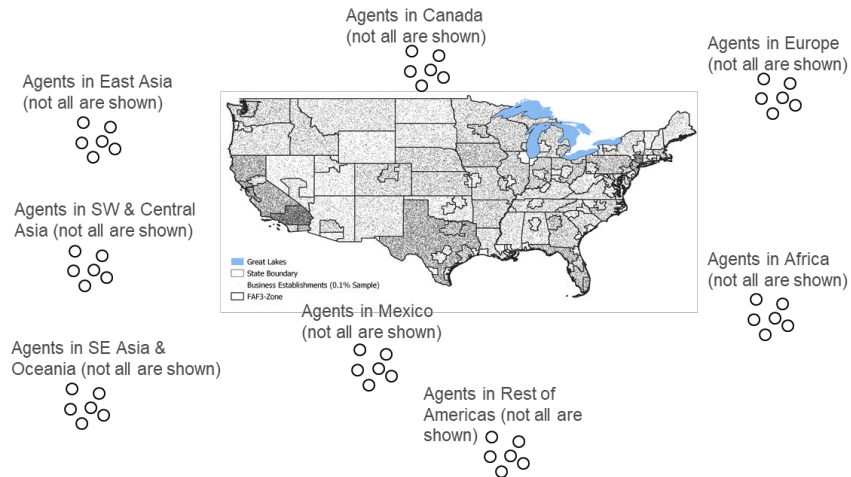 Agents in Canada
(not all are shown)
Agents in Europe
(not all are shown)
Agents in East Asia
(not all are shown)
Agents in SW & Central
Asia (not all are shown)
Great Lakes
State Boundary
Business Establishments (0.1% Sample)
FAF3-Zone
Agents in Africa
(not all are shown)
Agents in Mexico
(not all are shown)
Agents in SE Asia &
Oceania (not all are shown)
Agents in Rest of
Americas (not all are
shown)